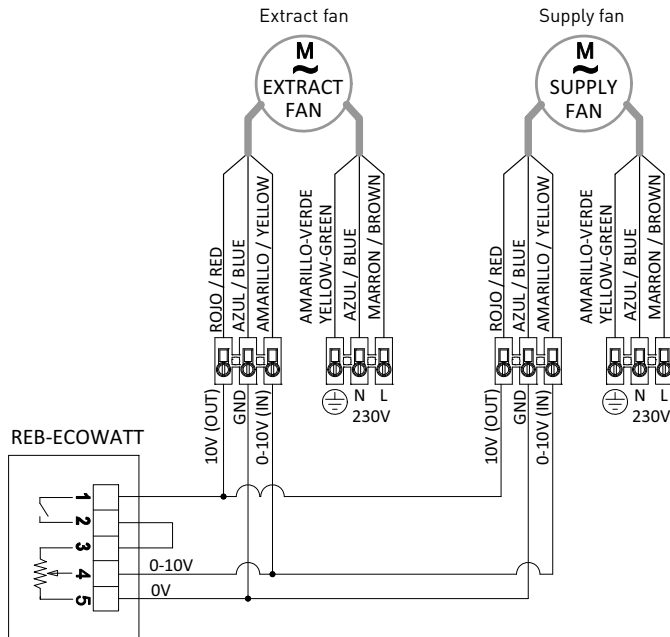 Extract fan
Supply fan
M
EXTRACT
FAN
M
SUPPLY
FAN
ROJO / RED
AZUL / BLUE
AMARILLO / YELLOW
AMARILLO-VERDE
YELLOW-GREEN
AZUL / BLUE
MARRON / BROWN
ROJO / RED
AZUL / BLUE
AMARILLO / YELLOW
AMARILLO-VERDE
YELLOW-GREEN
AZUL / BLUE
MARRON / BROWN
10V (OUT)
GND
0-10V (IN)
N L
230V
10V (OUT)
GND
0-10V (IN)
N L
230V
REB-ECOWATT
1
2
3
4
5
0-10V
0V